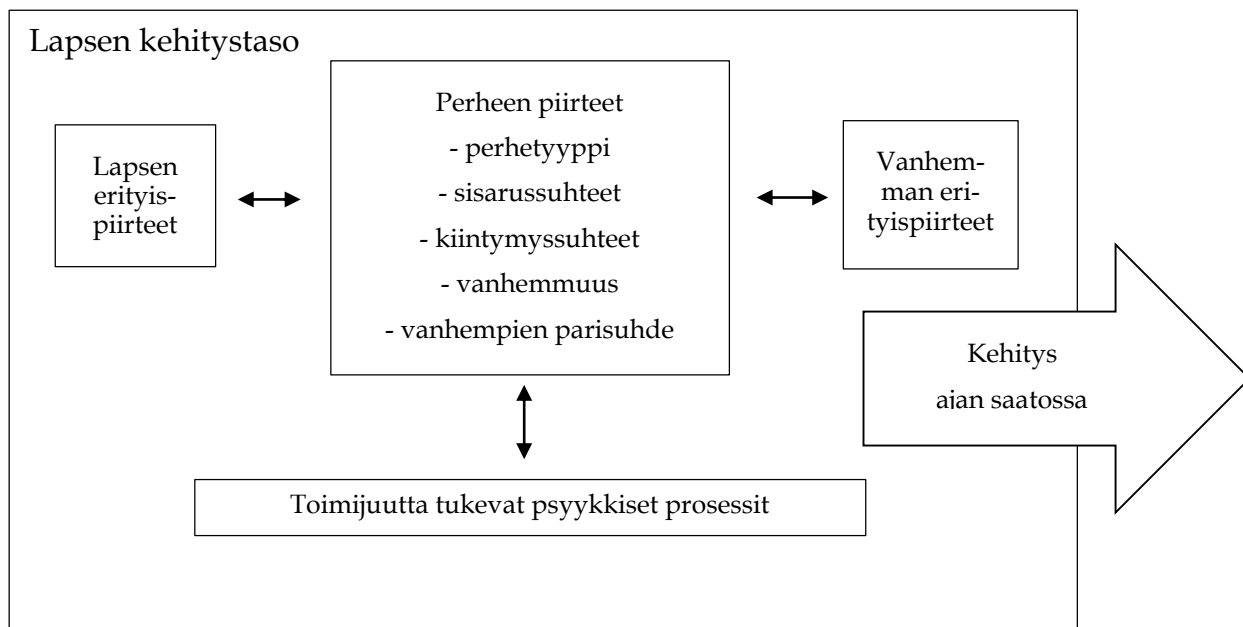 Lapsen kehitystaso
Lapsen
erityis-
piirteet
Perheen piirteet
- perhetyyppi
- sisarussuhteet
- kiintymyssuhteet
- vanhemmuus
- vanhempien parisuhde
Vanhem-
man eri-
tyispiirteet
Kehitys
ajan saatossa
Toimijuutta tukevat psyykkiset prosessit